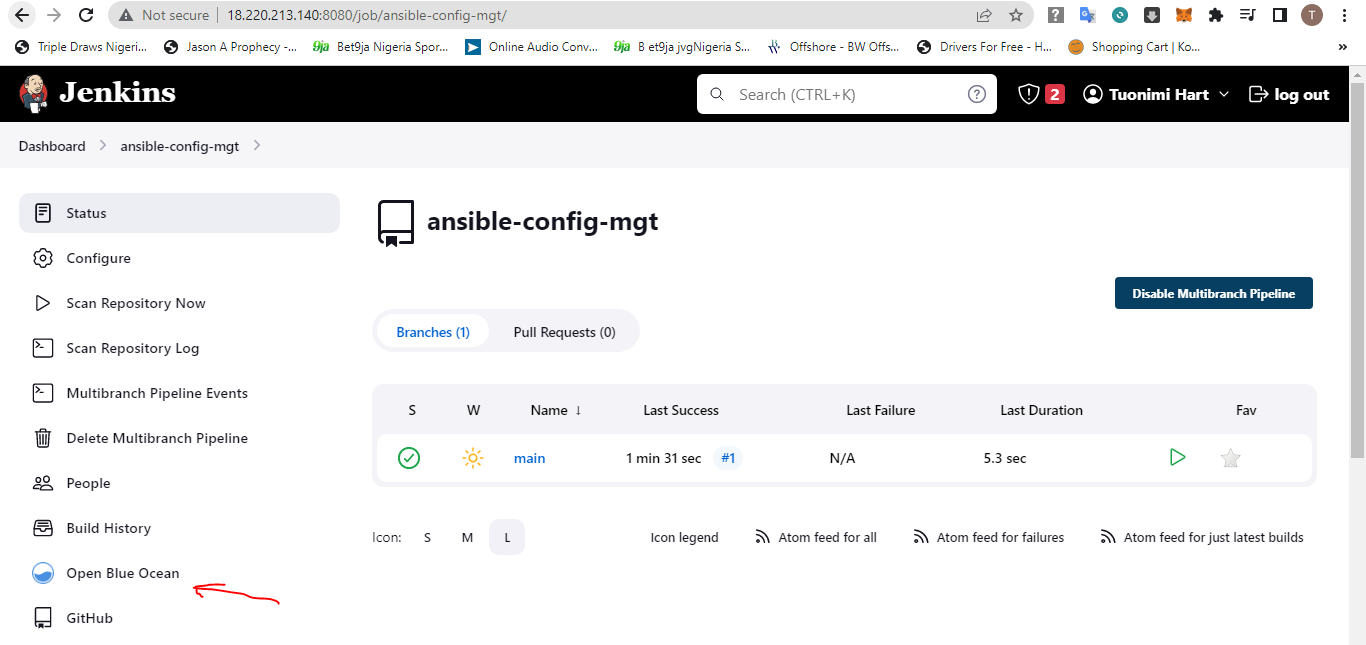 Not secure | 18.220.213.140:8080/job/ansible-config-mgt/
T
Triple Draws Nigeri... Jason A Prophecy -... 9ja Bet9ja Nigeria Spor... Online Audio Conv... 9ja B et9ja jvgNigeria S... Offshore - BW Offs... Drivers For Free - H... Shopping Cart | Ko... »
Jenkins Search (CTRL+K) ? 2 Tuonimi Hart log out
Dashboard ansible-config-mgt
Status
Configure
Scan Repository Now
Scan Repository Log
Multibranch Pipeline Events
Delete Multibranch Pipeline
People
Build History
Open Blue Ocean
GitHub
ansible-config-mgt
Disable Multibranch Pipeline
Branches (1) Pull Requests (0)
S W Name ↓ Last Success Last Failure Last Duration Fav
main 1 min 31 sec #1 N/A 5.3 sec
Icon: S M L Icon legend Atom feed for all Atom feed for failures Atom feed for just latest builds